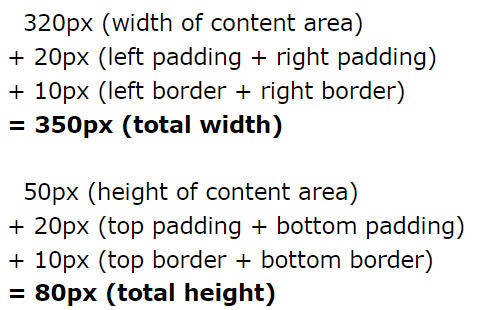 320px (width of content area)
+ 20px (left padding + right padding)
+ 10px (left border + right border)
= 350px (total width)
50px (height of content area)
+ 20px (top padding + bottom padding)
+ 10px (top border + bottom border)
= 80px (total height)